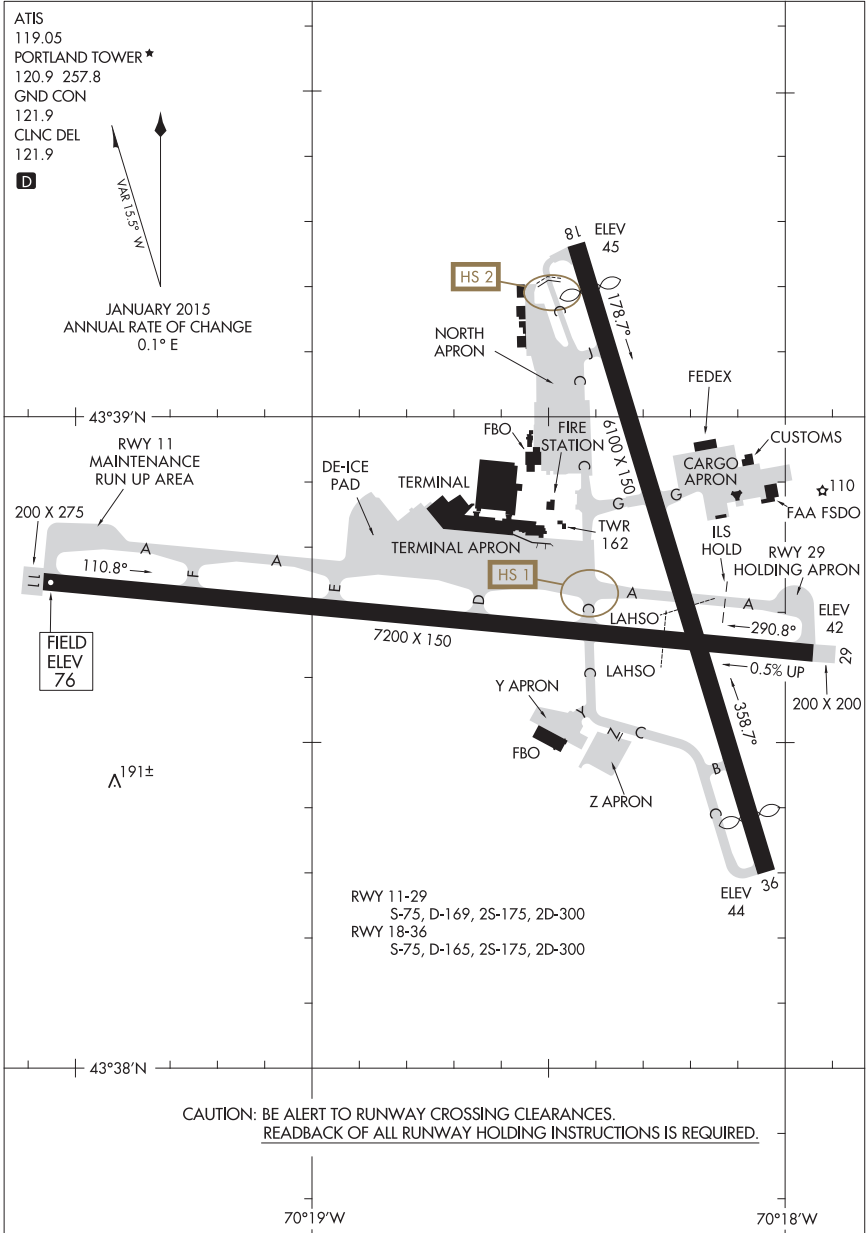 ATIS
119.05
PORTLAND TOWER ★
120.9 257.8
GND CON
121.9
CLNC DEL
121.9
D
VAR 15.5° W
JANUARY 2015
ANNUAL RATE OF CHANGE
0.1° E
18
ELEV
45
HS 2
C
178.7°
NORTH
APRON
J
C
FEDEX
43°39'N
RWY 11
MAINTENANCE
RUN UP AREA
FBO
FIRE
STATION
6100 X 150
CUSTOMS
DE-ICE
PAD
TERMINAL
C
CARGO
APRON
110
200 X 275
G
G
FAA FSDO
TWR
162
ILS
HOLD
RWY 29
HOLDING APRON
A
A
TERMINAL APRON
110.8°
HS 1
11
F
E
D
C
A
A
LAHSO
ELEV
42
290.8°
7200 X 150
29
FIELD
ELEV
76
LAHSO
0.5% UP
C
200 X 200
Y APRON
358.7°
Y
Z
C
FBO
191±
B
Z APRON
C
36
ELEV
44
RWY 11-29
S-75, D-169, 2S-175, 2D-300
RWY 18-36
S-75, D-165, 2S-175, 2D-300
43°38'N
CAUTION: BE ALERT TO RUNWAY CROSSING CLEARANCES.
READBACK OF ALL RUNWAY HOLDING INSTRUCTIONS IS REQUIRED.
70°19'W
70°18'W